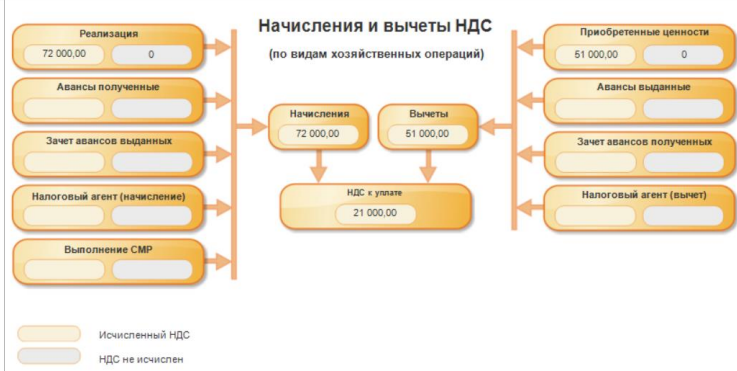 Начисления и вычеты НДС
(по видам хозяйственных операций)
Реализация
72 000,00 0
Авансы полученные
Зачет авансов выданных
Налоговый агент (начисление)
Выполнение СМР
Начисления
72 000,00
Вычеты
51 000,00
НДС к уплате
21 000,00
Приобретенные ценности
51 000,00 0
Авансы выданные
Зачет авансов полученных
Налоговый агент (вычет)
Исчисленный НДС
НДС не исчислен